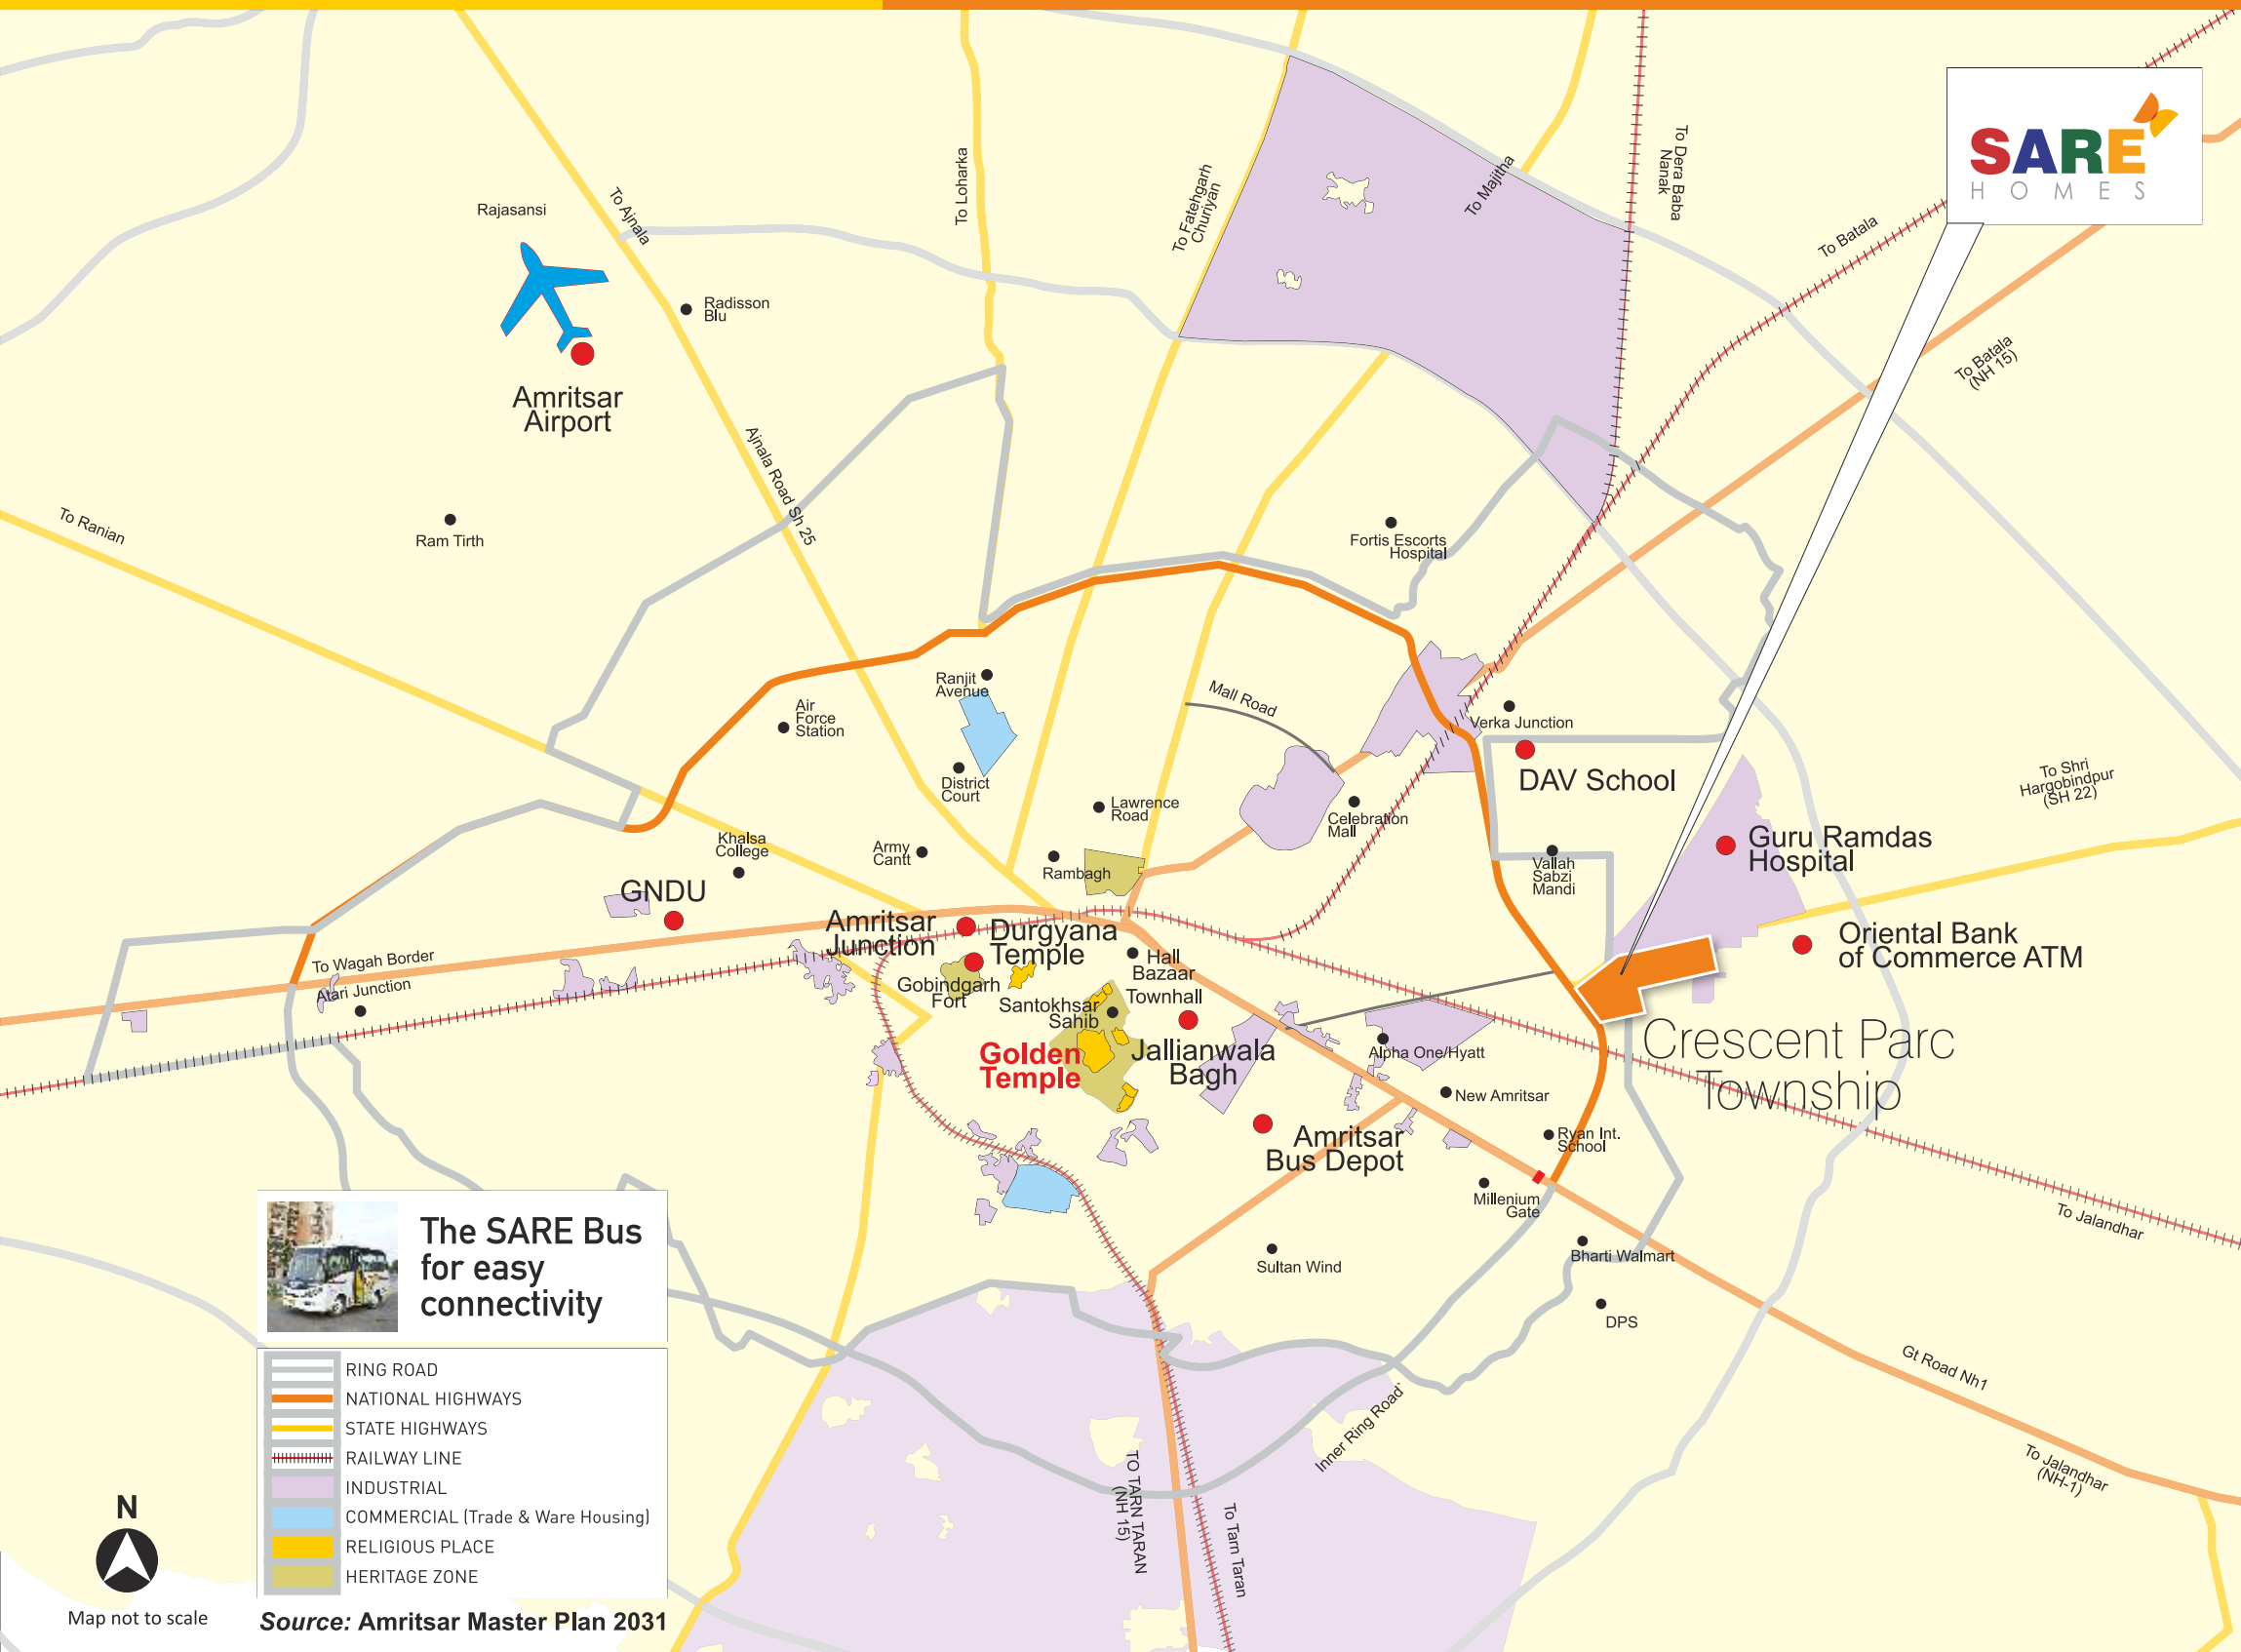 SARE
HOMES
To Dera Baba
Nanak
To Loharka
To Fatehgarh
Churiyan
To Majitha
To Ajnala
Rajasansi
To Batala
Radisson
Blu
To Batala
(NH 15)
Amritsar
Airport
Ajnala Road Sh 25
To Ranian
Ram Tirth
Fortis Escorts
Hospital
Ranjit
Avenue
Mall Road
Air
Force
Station
Verka Junction
DAV School
To Shri
Hargobindpur
(SH 22)
District
Court
Lawrence
Road
Celebration
Mall
Khalsa
College
Army
Cantt
Rambagh
Vallah
Sabzi
Mandi
Guru Ramdas
Hospital
GNDU
Amritsar
Junction
Durgyana
Temple
Hall
Bazaar
Oriental Bank
of Commerce ATM
To Wagah Border
Atari Junction
Gobindgarh
Fort
Santokhsar
Sahib
Townhall
Golden
Temple
Jallianwala
Bagh
Alpha One/Hyatt
Crescent Parc
Township
New Amritsar
Amritsar
Bus Depot
Ryan Int.
School
Millenium
Gate
To Jalandhar
Sultan Wind
Bharti Walmart
DPS
The SARE Bus
for easy
connectivity
Gt Road Nh1
Inner Ring Road`
To Jalandhar
(NH-1)
TO TARN TARAN
(NH 15)
To Tarn Taran
RING ROAD
NATIONAL HIGHWAYS
STATE HIGHWAYS
RAILWAY LINE
INDUSTRIAL
COMMERCIAL (Trade & Ware Housing)
RELIGIOUS PLACE
HERITAGE ZONE
N
Map not to scale
Source: Amritsar Master Plan 2031